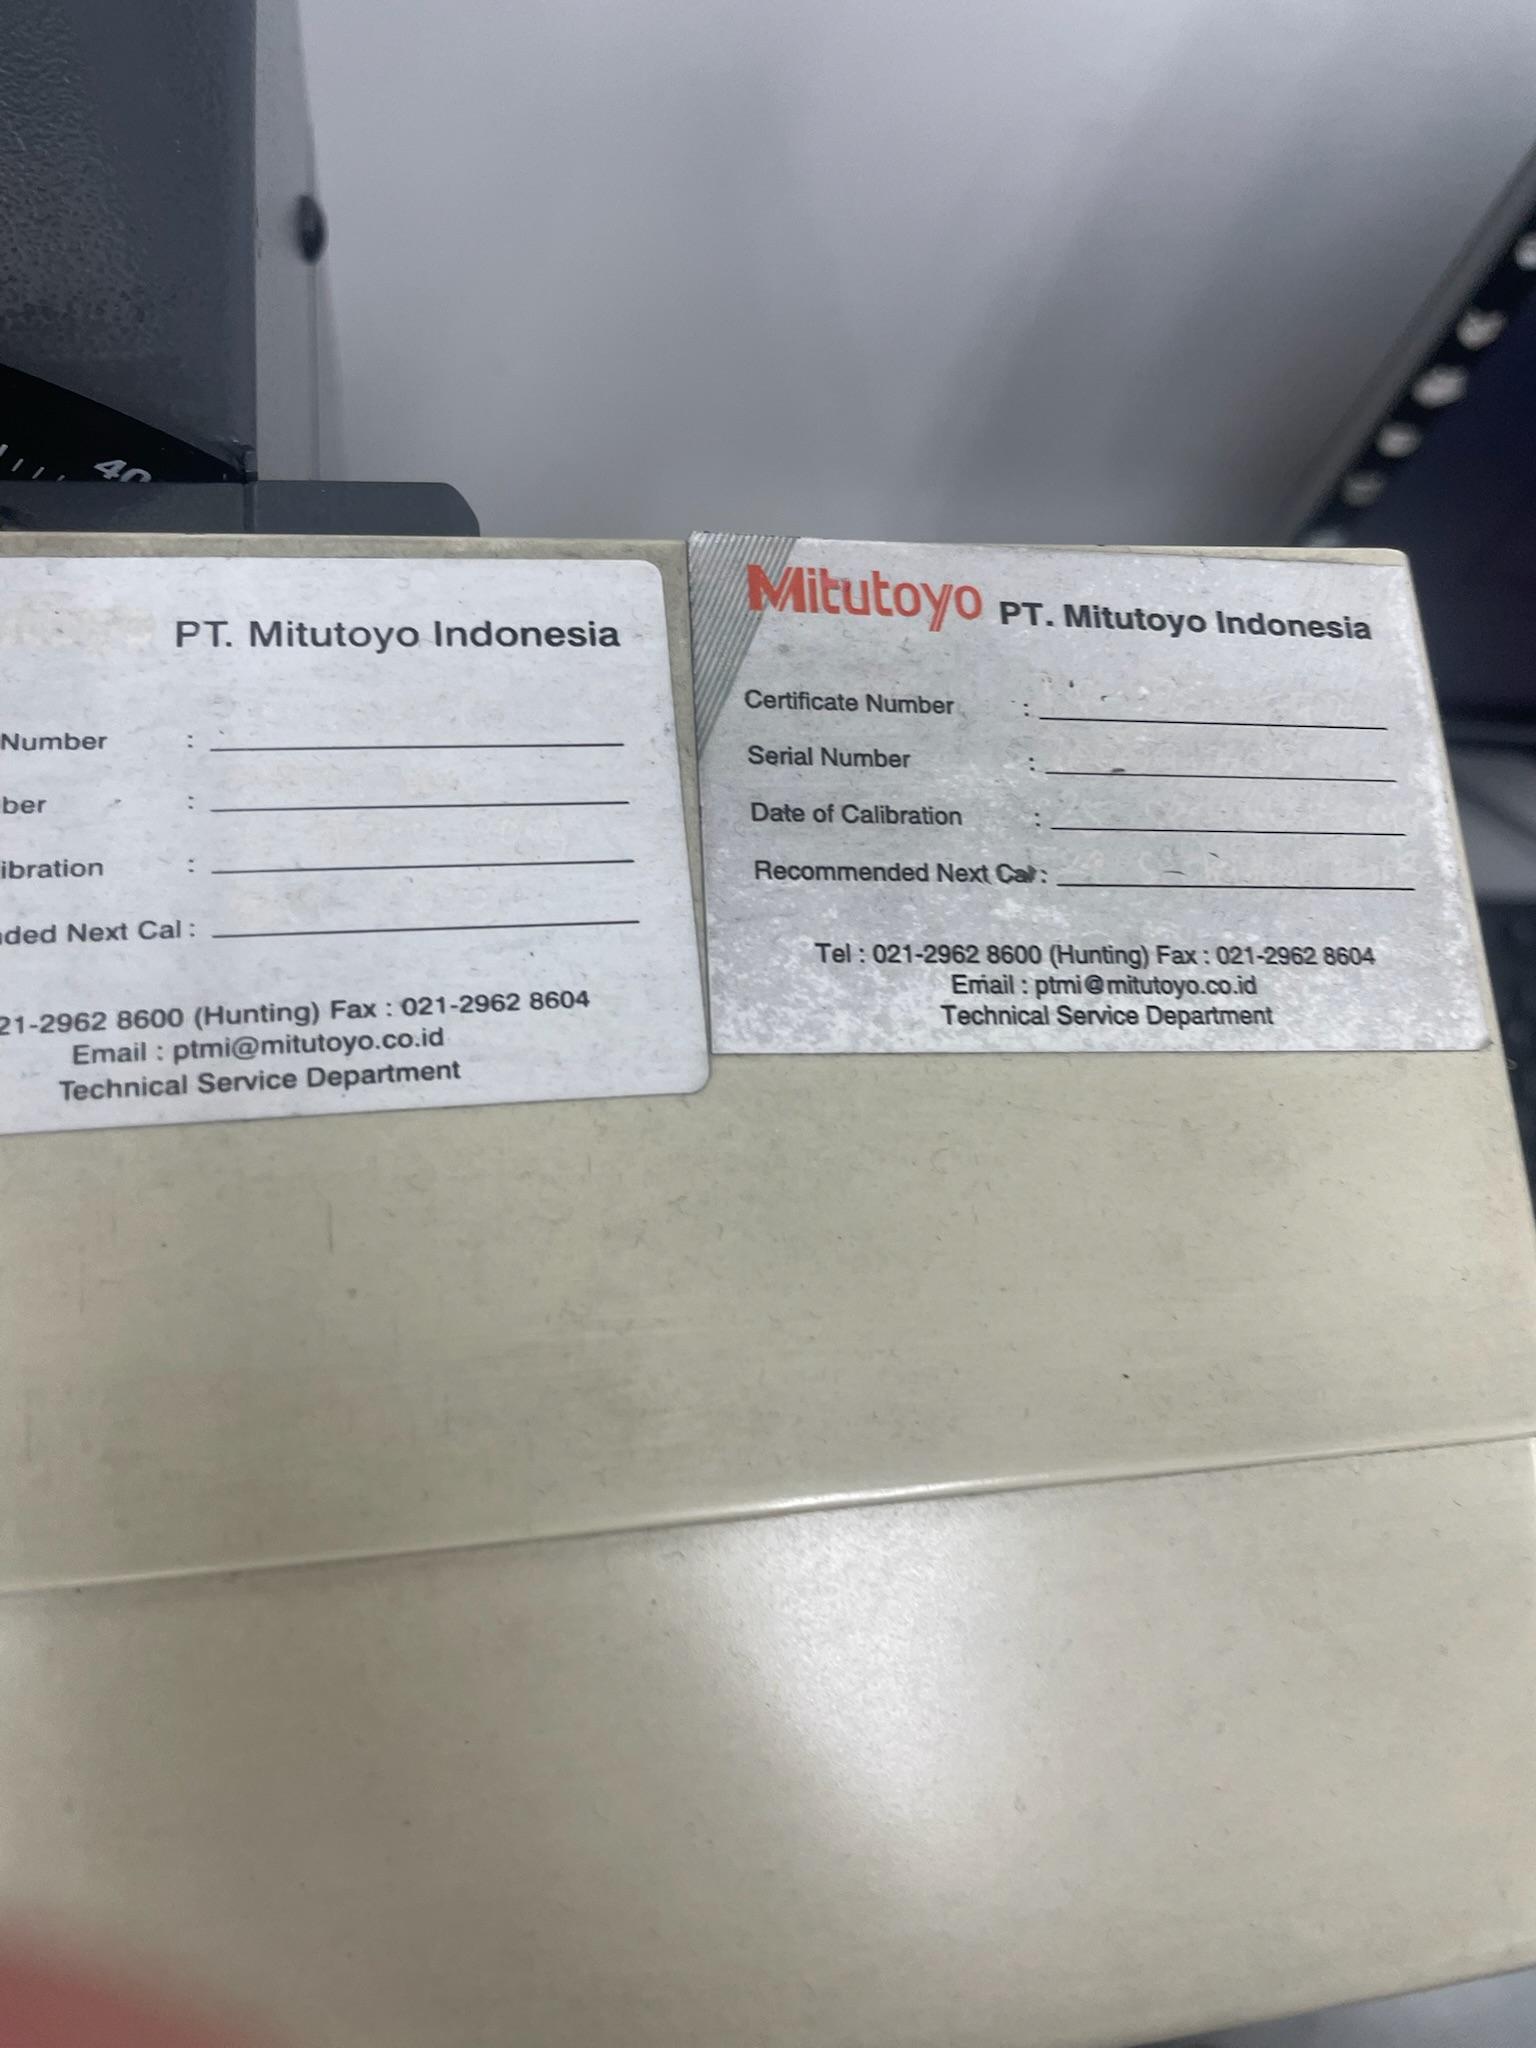 40
PT. Mitutoyo Indonesia
Number :
ber :
ibration :
ded Next Cal :
21-2962 8600 (Hunting) Fax : 021-2962 8604
Email : ptmi@mitutoyo.co.id
Technical Service Department
Mitutoyo PT. Mitutoyo Indonesia
Certificate Number :
Serial Number :
Date of Calibration :
Recommended Next Cal :
Tel : 021-2962 8600 (Hunting) Fax : 021-2962 8604
Email : ptmi@mitutoyo.co.id
Technical Service Department